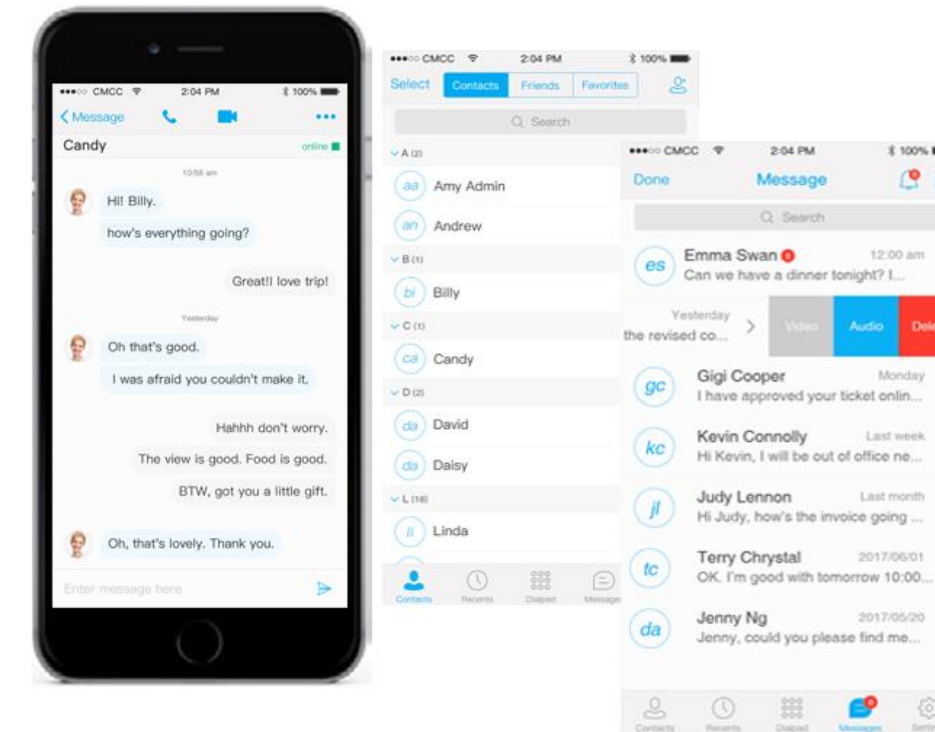 CMCC 2:04 PM 100%
Message
Candy online
10:58 am
Hi! Billy.
how's everything going?
Great!I love trip!
Yesterday
Oh that's good.
I was afraid you couldn't make it.
Hahhh don't worry.
The view is good. Food is good.
BTW, got you a little gift.
Oh, that's lovely. Thank you.
Enter message here
CMCC 2:04 PM 100%
Select Contacts Friends Favorites
Search
A (2)
aa Amy Admin
an Andrew
B (1)
bi Billy
C (1)
ca Candy
D (2)
da David
da Daisy
L (18)
li Linda
Contacts Recents Dialpad Messages
CMCC 2:04 PM 100%
Done Message
Search
es Emma Swan 12:00 am
Can we have a dinner tonight? I...
Yesterday
the revised co... Video Audio Dele
gc Gigi Cooper Monday
I have approved your ticket onlin...
kc Kevin Connolly Last week
Hi Kevin, I will be out of office ne...
jl Judy Lennon Last month
Hi Judy, how's the invoice going ...
tc Terry Chrystal 2017/06/01
OK. I'm good with tomorrow 10:00...
da Jenny Ng 2017/05/20
Jenny, could you please find me...
Contacts Recents Dialpad Messages Settin